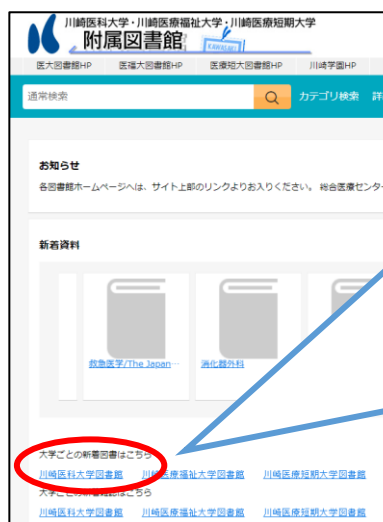 川崎医科大学・川崎医療福祉大学・川崎医療短期大学
附属図書館
KAWASAKI
医大図書館HP 医福大図書館HP 医療短大図書館HP 川崎学園HP
通常検索 カテゴリ検索 詳
お知らせ
各図書館ホームページへは、サイト上部のリンクよりお入りください。 総合医療センタ
新着資料
救急医学/The Japan… 消化器外科
大学ごとの新着図書はこちら
川崎医科大学図書館 川崎医療福祉大学図書館 川崎医療短期大学図書館
大学ごとの新着雑誌はこちら
川崎医科大学図書館 川崎医療福祉大学図書館 川崎医療短期大学図書館